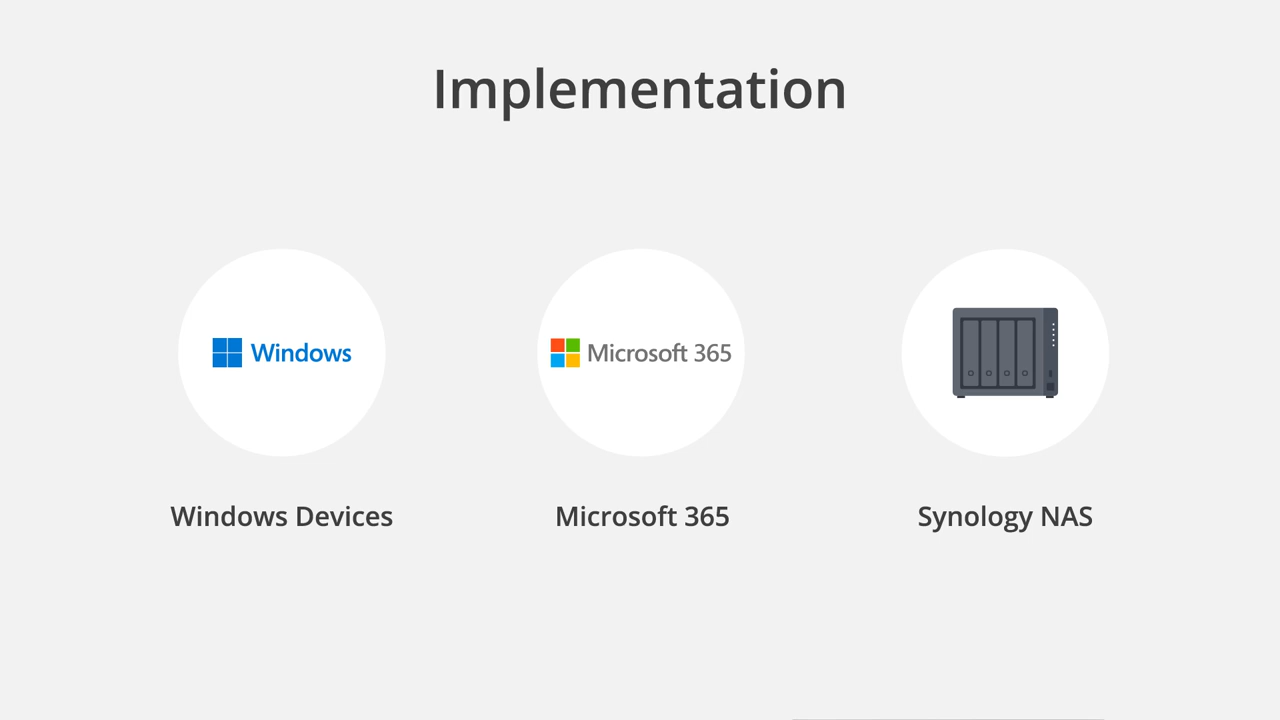 Implementation
Windows
Microsoft 365
Windows Devices
Microsoft 365
Synology NAS